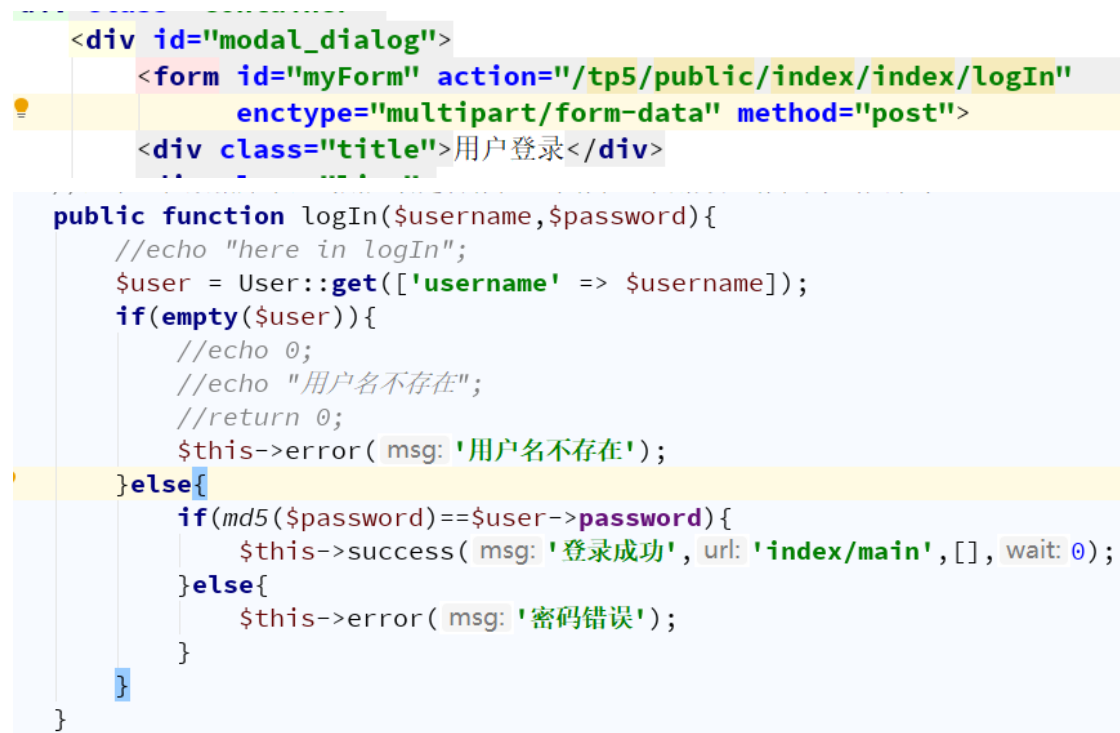 <div id="modal_dialog">
<form id="myForm" action="/tp5/public/index/index/logIn"
enctype="multipart/form-data" method="post">
<div class="title">用户登录</div>
public function logIn($username,$password){
//echo "here in logIn";
$user = User::get(['username' => $username]);
if(empty($user)){
//echo 0;
//echo "用户名不存在";
//return 0;
$this->error( msg: '用户名不存在');
}else{
if(md5($password)==$user->password){
$this->success( msg: '登录成功', url: 'index/main',[], wait: 0);
}else{
$this->error( msg: '密码错误');
}
}
}